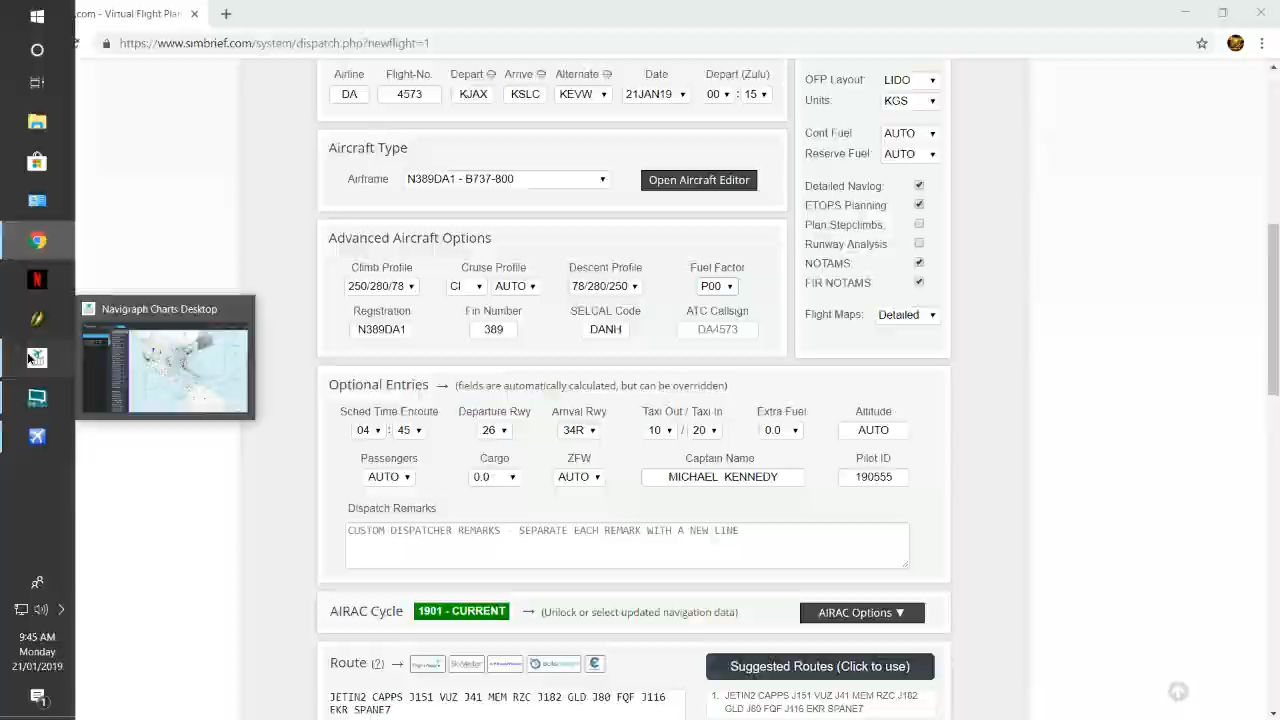 .com - Virtual Flight Plan
https://www.simbrief.com/system/dispatch.php?newflight=1
Airline Flight-No. Depart Arrive Alternate Date Depart (Zulu)
DA 4573 KJAX KSLC KEVW 21JAN19 00 : 15
OFP Layout: LIDO
Units: KGS
Cont Fuel AUTO
Reserve Fuel: AUTO
Detailed Navlog:
ETOPS Planning
Plan Stepclimbs:
Runway Analysis
NOTAMS
FIR NOTAMS
Flight Maps: Detailed
Aircraft Type
Airframe N389DA1 - B737-800 Open Aircraft Editor
Advanced Aircraft Options
Climb Profile Cruise Profile Descent Profile Fuel Factor
250/280/78 CI AUTO 78/280/250 P00
Registration Fin Number SELCAL Code ATC Callsign
N389DA1 389 DANH DA4573
Navigraph Charts Desktop
Optional Entries → (fields are automatically calculated, but can be overridden)
Sched Time Enroute Departure Rwy Arrival Rwy Taxi Out / Taxi In Extra Fuel Altitude
04 : 45 26 34R 10 / 20 0.0 AUTO
Passengers Cargo ZFW Captain Name Pilot ID
AUTO 0.0 AUTO MICHAEL KENNEDY 190555
Dispatch Remarks
CUSTOM DISPATCHER REMARKS - SEPARATE EACH REMARK WITH A NEW LINE
AIRAC Cycle 1901 - CURRENT → (Unlock or select updated navigation data) AIRAC Options ▼
Route (?) → Suggested Routes (Click to use)
JETIN2 CAPPS J151 VUZ J41 MEM RZC J182 GLD J80 FQF J116
EKR SPANE7
1. JETIN2 CAPPS J151 VUZ J41 MEM RZC J182
GLD J80 FQF J116 EKR SPANE7
9:45 AM
Monday
21/01/2019